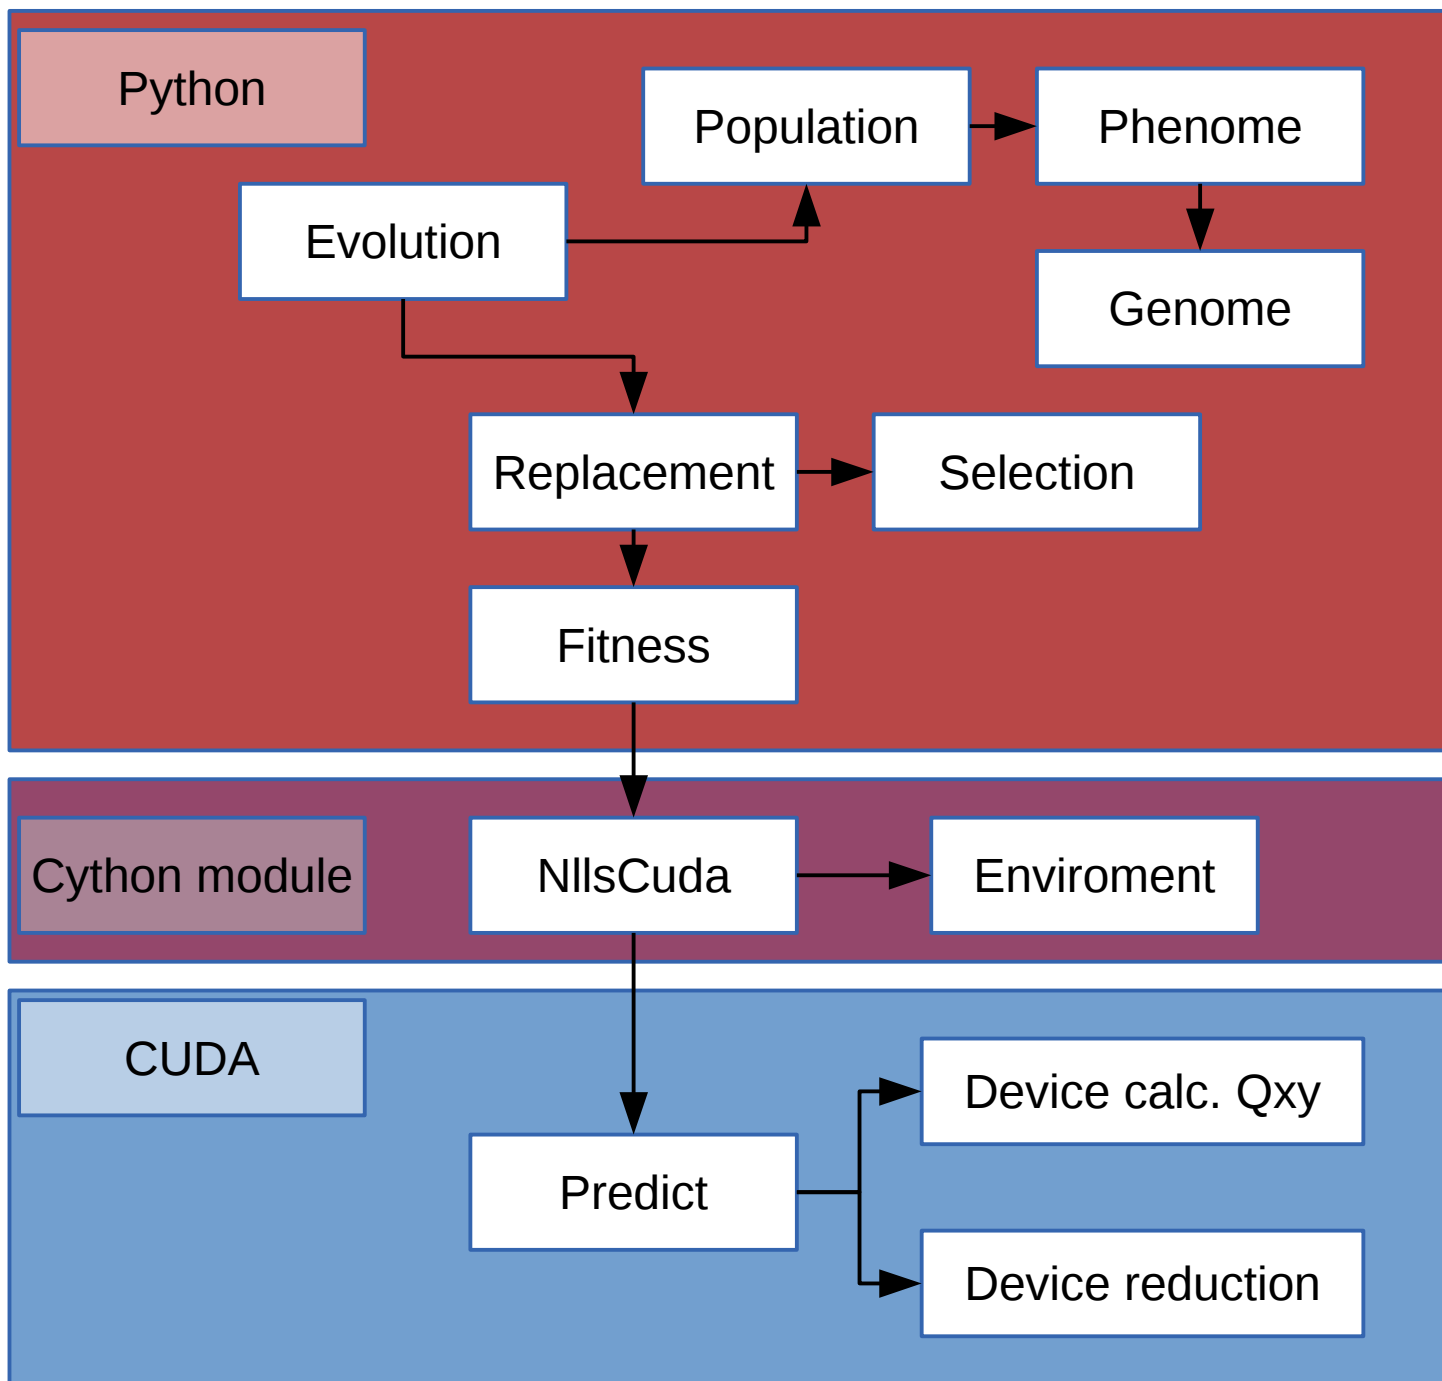 Python
Population
Phenome
Evolution
Genome
Replacement
Selection
Fitness
Cython module
NllsCuda
Enviroment
CUDA
Device calc. Qxy
Predict
Device reduction